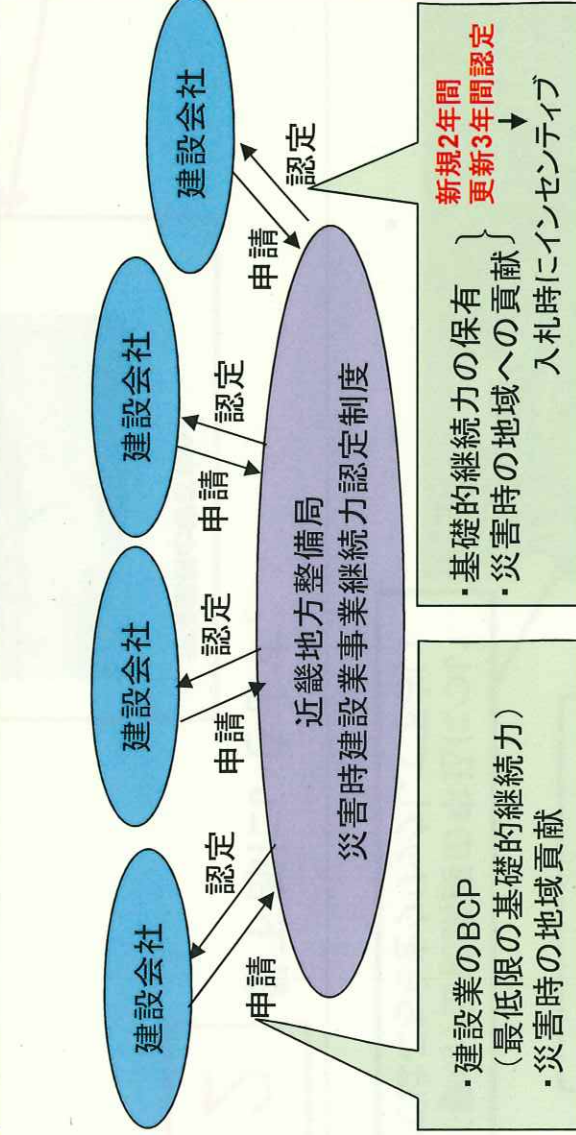 建設会社
建設会社
建設会社
建設会社
申請
認定
申請
認定
申請
認定
申請
認定
近畿地方整備局
災害時建設業事業継続力認定制度
・建設業のBCP
（最低限の基礎的継続力）
・災害時の地域貢献
・基礎的継続力の保有
・災害時の地域への貢献
新規2年間
更新3年間認定
入札時にインセンティブ